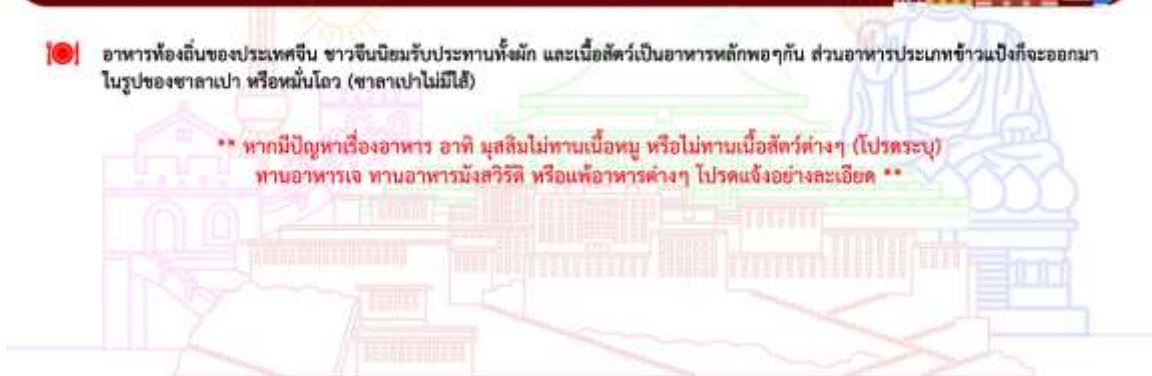 อาหารท้องถิ่นของประเทศจีน ชาวจีนนิยมรับประทานทั้งผัก และเนื้อสัตว์เป็นอาหารหลักพอๆกัน ส่วนอาหารประเภทข้าวแป้งก็จะออกมา
ในรูปของซาลาเปา หรือหมั่นโถว (ซาลาเปาไม่มีไส้)
** หากมีปัญหาเรื่องอาหาร อาทิ มุสลิมไม่ทานเนื้อหมู หรือไม่ทานเนื้อสัตว์ต่างๆ (โปรดระบุ)
ทานอาหารเจ ทานอาหารมังสวิรัติ หรือแพ้อาหารต่างๆ โปรดแจ้งอย่างละเอียด **